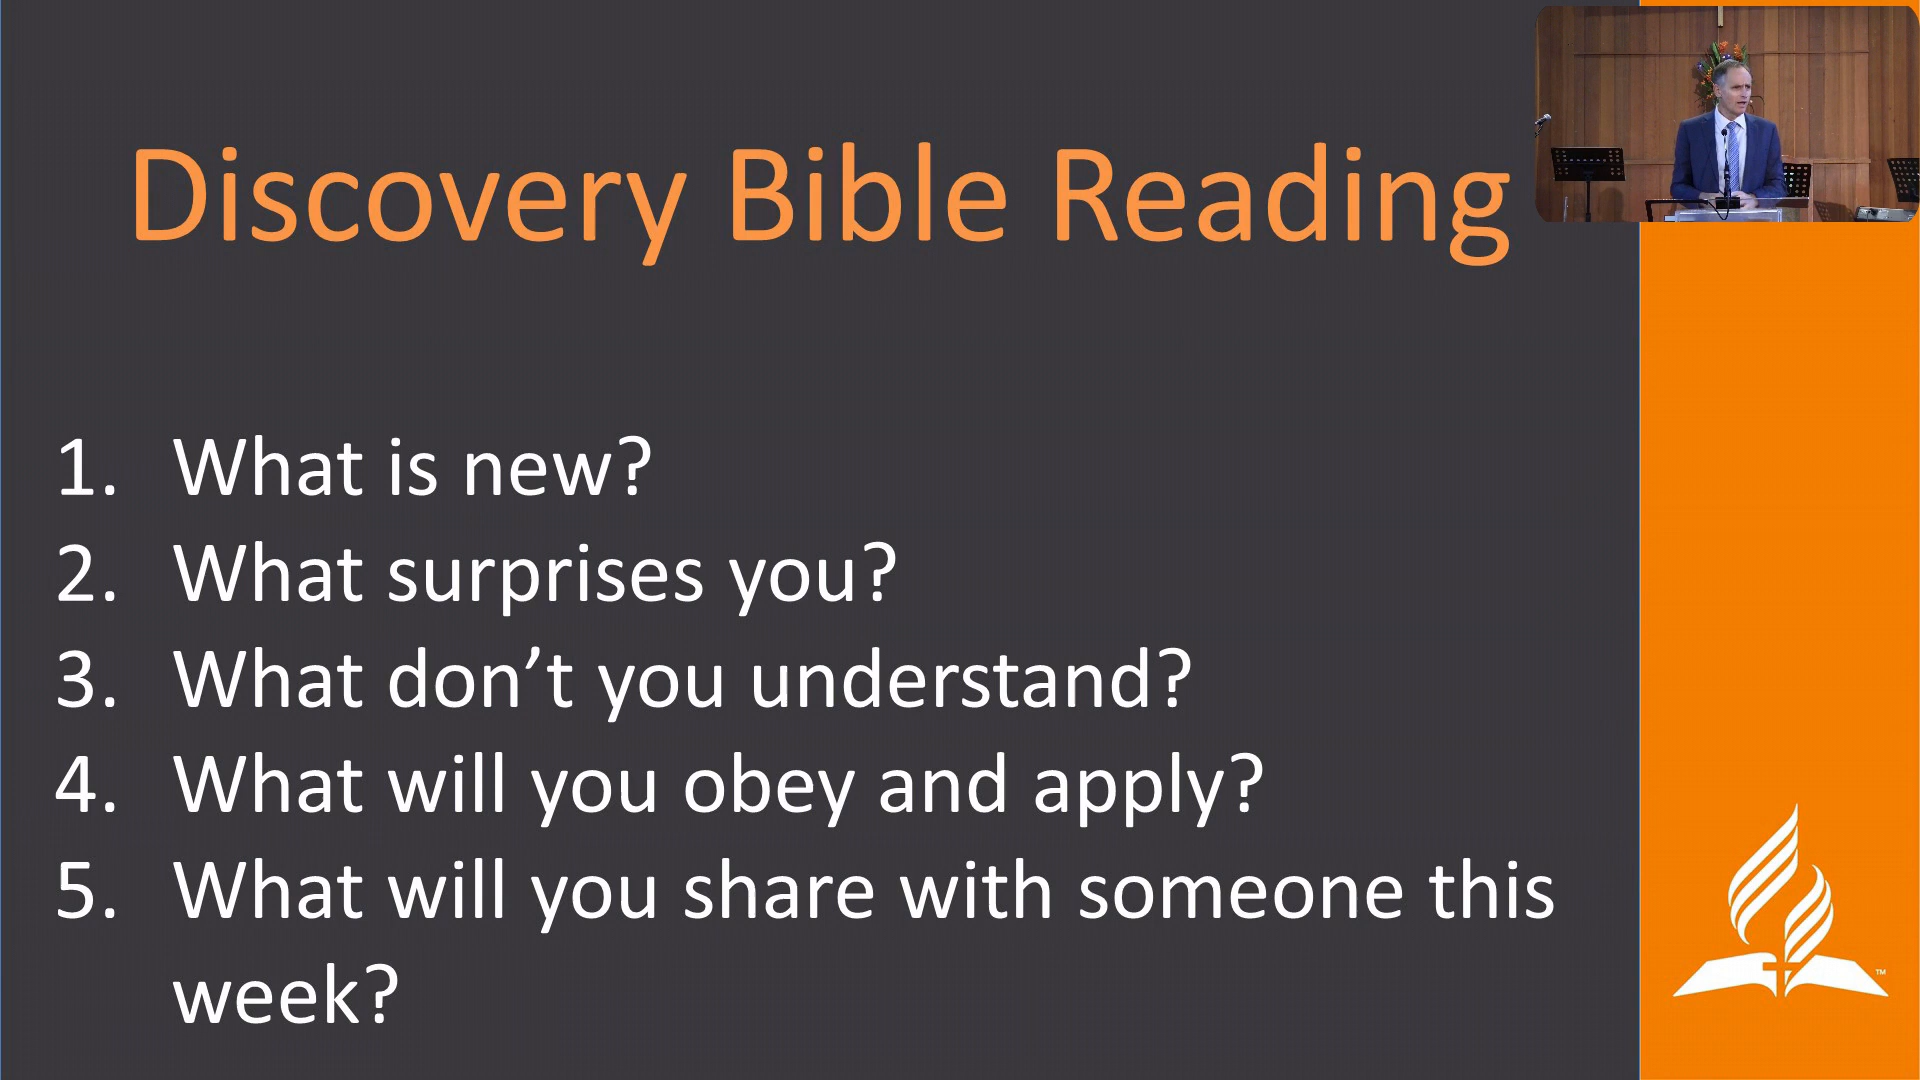 Discovery Bible Reading
1. What is new?
2. What surprises you?
3. What don’t you understand?
4. What will you obey and apply?
5. What will you share with someone this
week?
TM